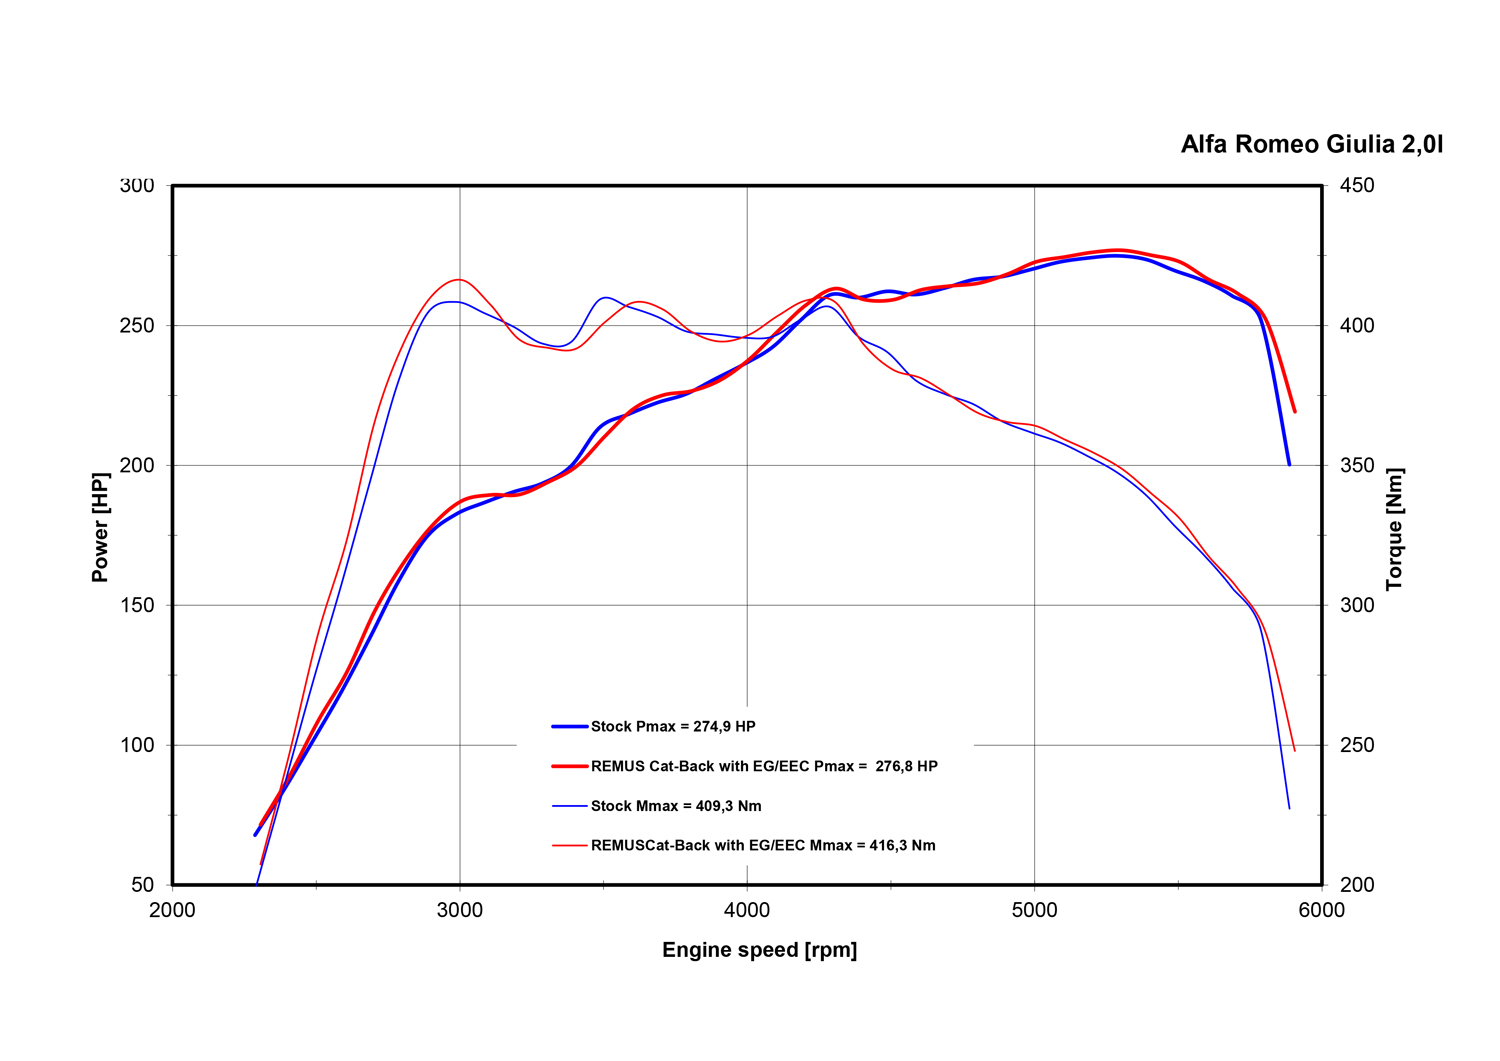 Alfa Romeo Giulia 2,0l
300
250
200
150
100
50
450
400
350
300
250
200
Power [HP]
Torque [Nm]
Stock Pmax = 274,9 HP
REMUS Cat-Back with EG/EEC Pmax =  276,8 HP
Stock Mmax = 409,3 Nm
REMUSCat-Back with EG/EEC Mmax = 416,3 Nm
2000 3000 4000 5000 6000
Engine speed [rpm]